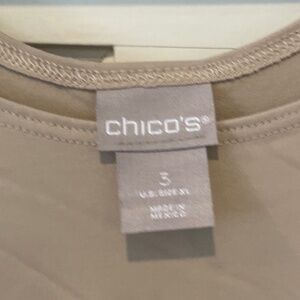 chico's®
3
U.S. SIZE XL
MADE IN
MEXICO